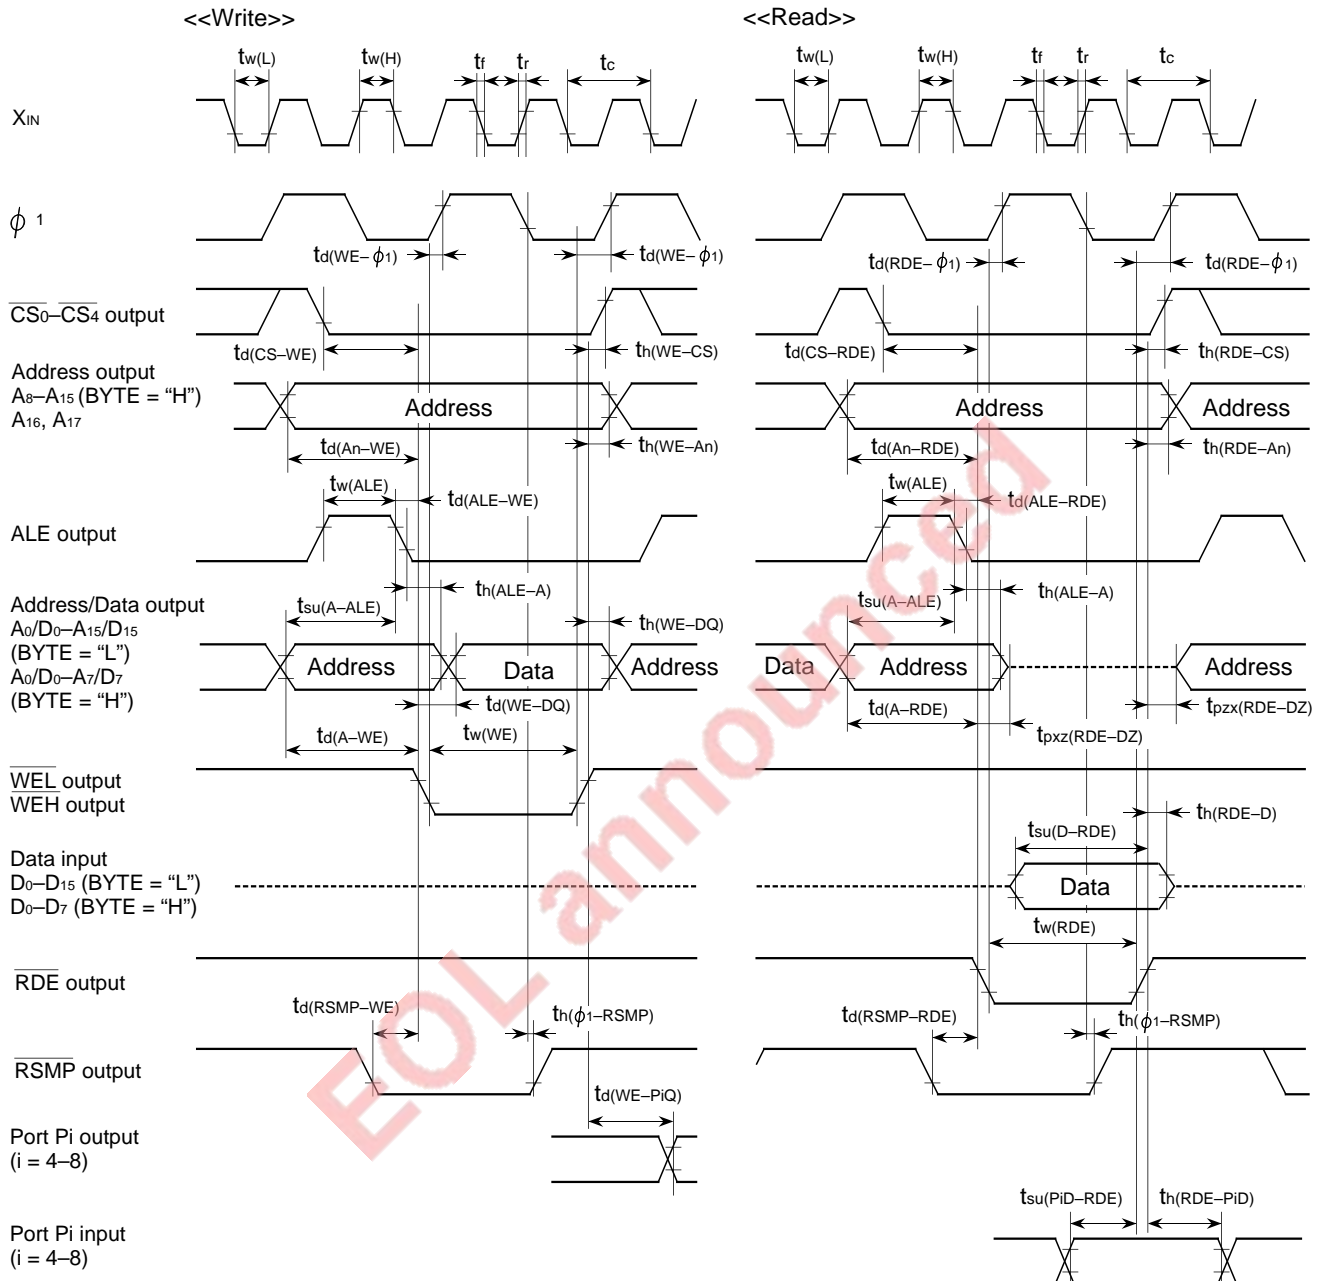 <<Write>>
<<Read>>
tw(L) tw(H) tf tr tc
tw(L) tw(H) tf tr tc
XIN
ϕ 1
td(WE–ϕ1) td(WE–ϕ1)
td(RDE–ϕ1) td(RDE–ϕ1)
CS0–CS4 output
td(CS–WE) th(WE–CS)
td(CS–RDE) th(RDE–CS)
Address output
A8–A15 (BYTE = “H”)
A16, A17
Address
Address Address
td(An–WE) th(WE–An)
td(An–RDE) th(RDE–An)
tw(ALE) td(ALE–WE)
tw(ALE) td(ALE–RDE)
ALE output
th(ALE–A)
th(ALE–A)
Address/Data output
A0/D0–A15/D15
(BYTE = “L”)
A0/D0–A7/D7
(BYTE = “H”)
tsu(A–ALE) th(WE–DQ)
tsu(A–ALE)
Address Data Address
Data Address Address
td(WE–DQ)
td(A–WE) tw(WE)
td(A–RDE) tpxz(RDE–DZ) tpzx(RDE–DZ)
WEL output
WEH output
th(RDE–D)
tsu(D–RDE)
Data input
D0–D15 (BYTE = “L”)
D0–D7 (BYTE = “H”)
Data
tw(RDE)
RDE output
td(RSMP–WE) th(ϕ1–RSMP)
td(RSMP–RDE) th(ϕ1–RSMP)
RSMP output
td(WE–PiQ)
Port Pi output
(i = 4–8)
tsu(PiD–RDE) th(RDE–PiD)
Port Pi input
(i = 4–8)
EOL announced